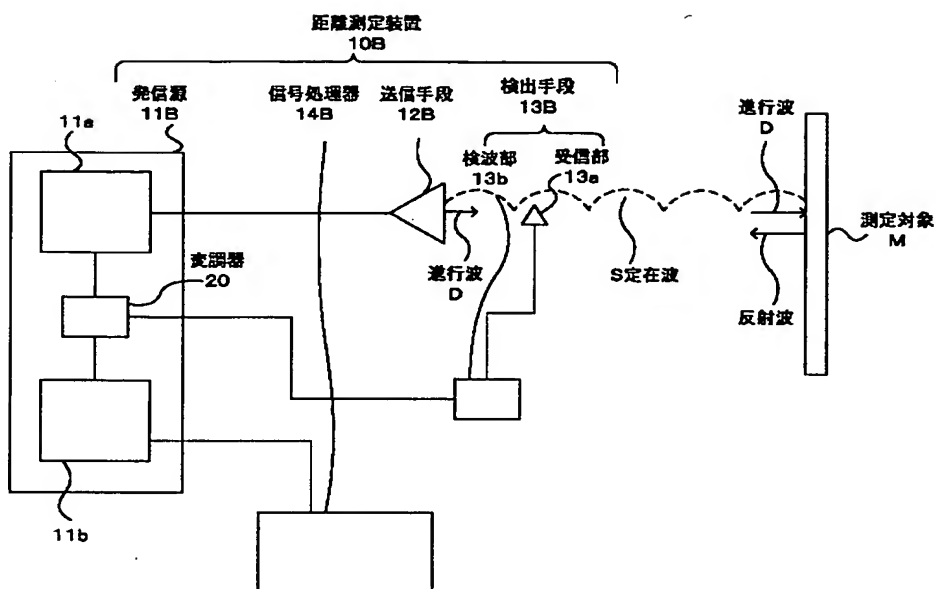 距離測定装置
10B
発信源
11B
信号処理器
14B
送信手段
12B
検出手段
13B
検波部
13b
受信部
13a
進行波
D
11a
変調器
20
進行波
D
S定在波
測定対象
M
反射波
11b